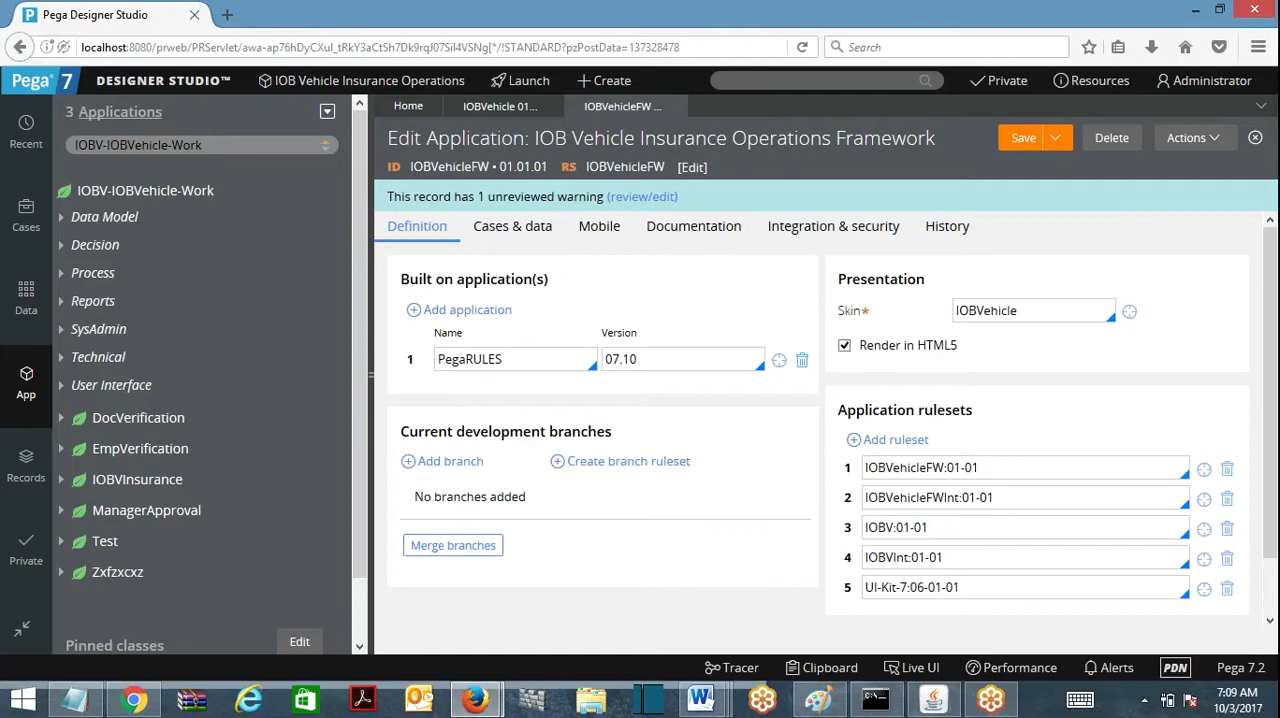 Pega Designer Studio
localhost:8080/prweb/PRServlet/awa-ap76hDyCXuI_tRkY3aCtSh7Dk9rqJ07Sil4VSNg[*/!STANDARD?pzPostData=137328478
Search
Pega 7
DESIGNER STUDIO™
IOB Vehicle Insurance Operations
Launch
Create
Private
Resources
Administrator
3 Applications
IOBV-IOBVehicle-Work
Recent
Cases
Data
App
Records
Private
IOBV-IOBVehicle-Work
Data Model
Decision
Process
Reports
SysAdmin
Technical
User Interface
DocVerification
EmpVerification
IOBVInsurance
ManagerApproval
Test
Zxfzxcxz
Pinned classes
Edit
Home
IOBVehicle 01...
IOBVehicleFW ...
Edit Application: IOB Vehicle Insurance Operations Framework
Save
Delete
Actions
ID IOBVehicleFW • 01.01.01 RS IOBVehicleFW [Edit]
This record has 1 unreviewed warning (review/edit)
Definition
Cases & data
Mobile
Documentation
Integration & security
History
Built on application(s)
Add application
Name Version
1 PegaRULES 07.10
Current development branches
Add branch
Create branch ruleset
No branches added
Merge branches
Presentation
Skin★ IOBVehicle
Render in HTML5
Application rulesets
Add ruleset
1 IOBVehicleFW:01-01
2 IOBVehicleFWInt:01-01
3 IOBV:01-01
4 IOBVInt:01-01
5 UI-Kit-7:06-01-01
Tracer
Clipboard
Live UI
Performance
Alerts
PDN
Pega 7.2
7:09 AM
10/3/2017